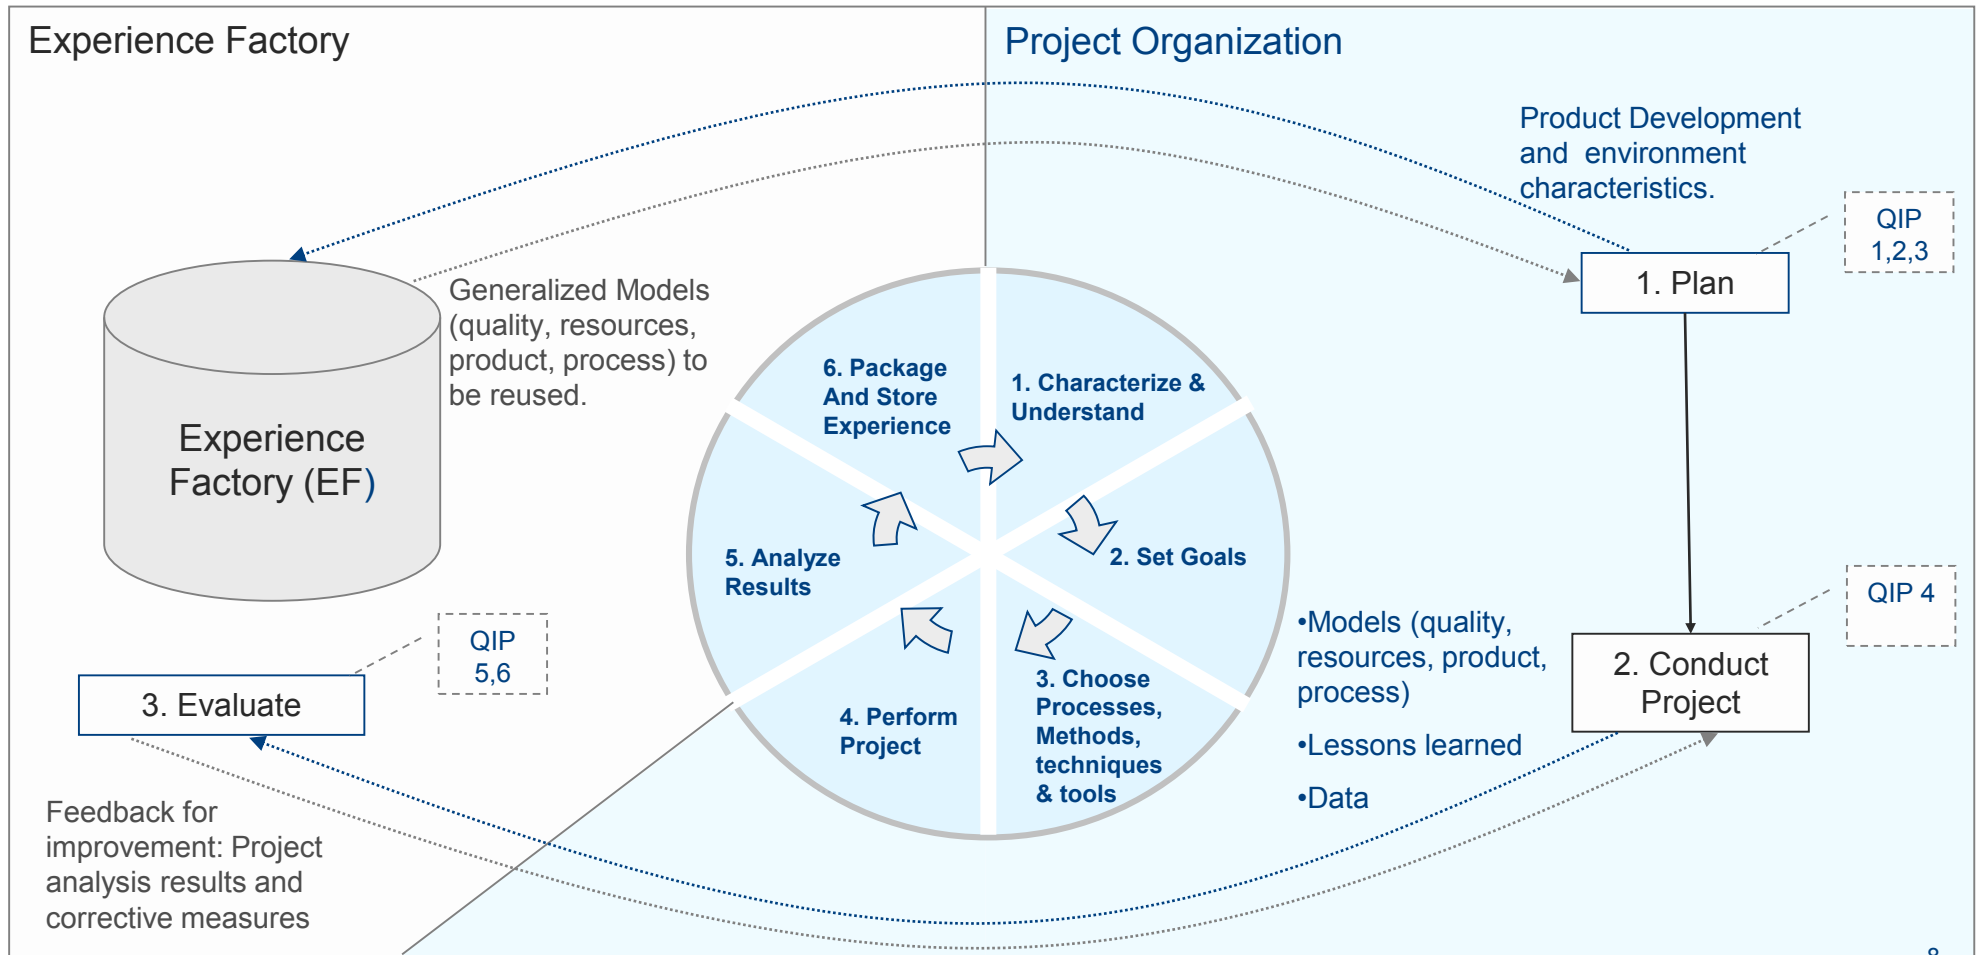 Experience Factory
Project Organization
Product Development
and environment
characteristics.
QIP
1,2,3
1. Plan
Generalized Models
(quality, resources,
product, process) to
be reused.
Experience
Factory (EF)
6. Package
And Store
Experience
1. Characterize &
Understand
5. Analyze
Results
2. Set Goals
4. Perform
Project
3. Choose
Processes,
Methods,
techniques
& tools
QIP 4
•Models (quality,
resources, product,
process)
•Lessons learned
•Data
2. Conduct
Project
QIP
5,6
3. Evaluate
Feedback for
improvement: Project
analysis results and
corrective measures